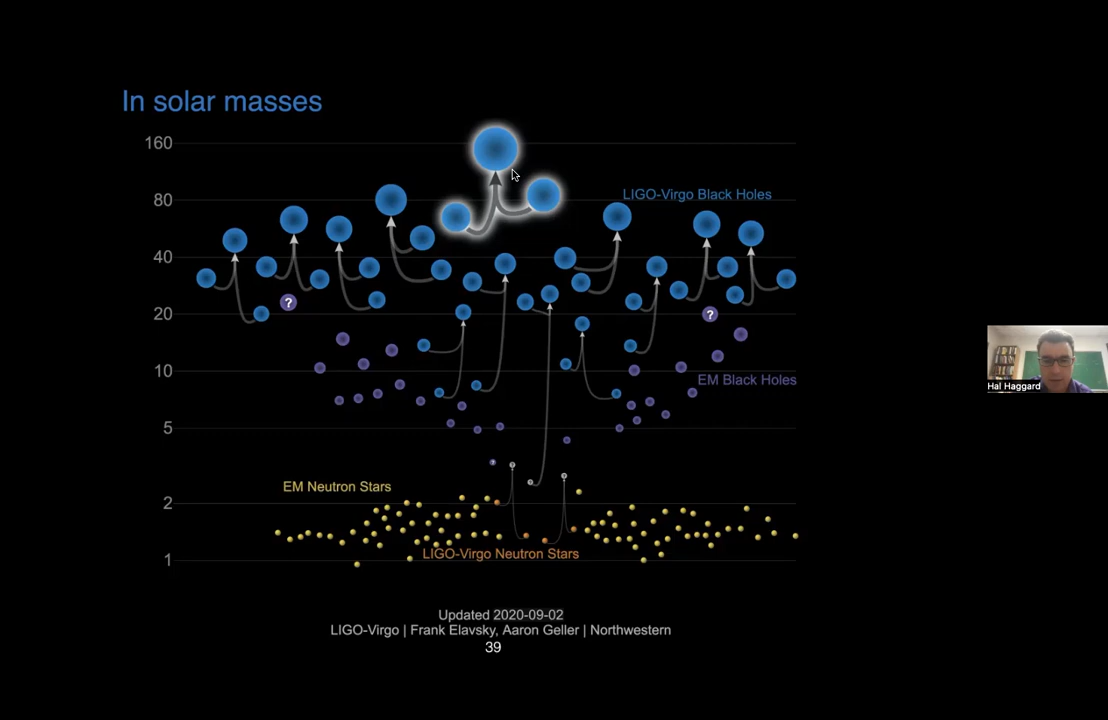 In solar masses
160
80
LIGO-Virgo Black Holes
40
?
20
?
10
EM Black Holes
Hal Haggard
5
EM Neutron Stars
2
LIGO-Virgo Neutron Stars
1
Updated 2020-09-02
LIGO-Virgo | Frank Elavsky, Aaron Geller | Northwestern
39